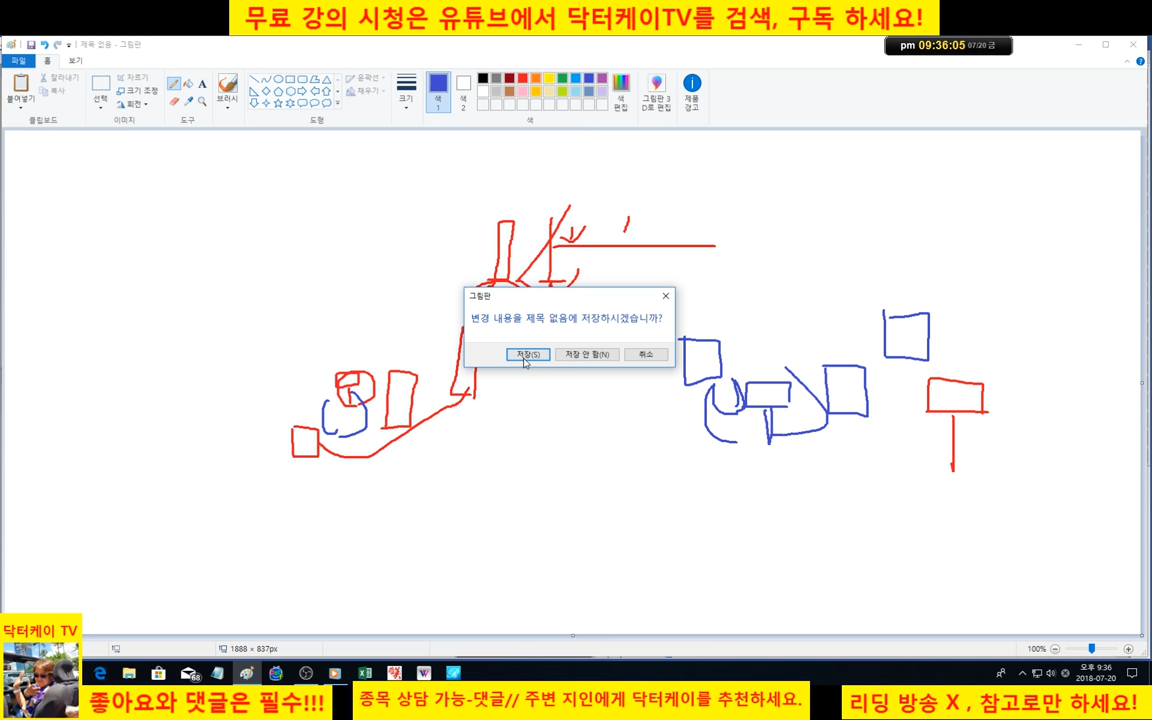 무료 강의 시청은 유튜브에서 닥터케이TV를 검색, 구독 하세요!
제목 없음 - 그림판
pm 09:36:05 07/20 금
파일 홈 보기
붙여넣기
잘라내기
복사
클립보드
선택
자르기
크기 조정
회전
이미지
A
도구
브러시
윤곽선
채우기
도형
크기
색 1
색 2
색 편집
색
그림판 3D로 편집
제품 경고
그림판
변경 내용을 제목 없음에 저장하시겠습니까?
저장(S) 저장 안 함(N) 취소
1888 × 837px
100%
닥터케이 TV
68
오후 9:36
2018-07-20
좋아요와 댓글은 필수!!!
종목 상담 가능-댓글// 주변 지인에게 닥터케이를 추천하세요.
리딩 방송 X , 참고로만 하세요!